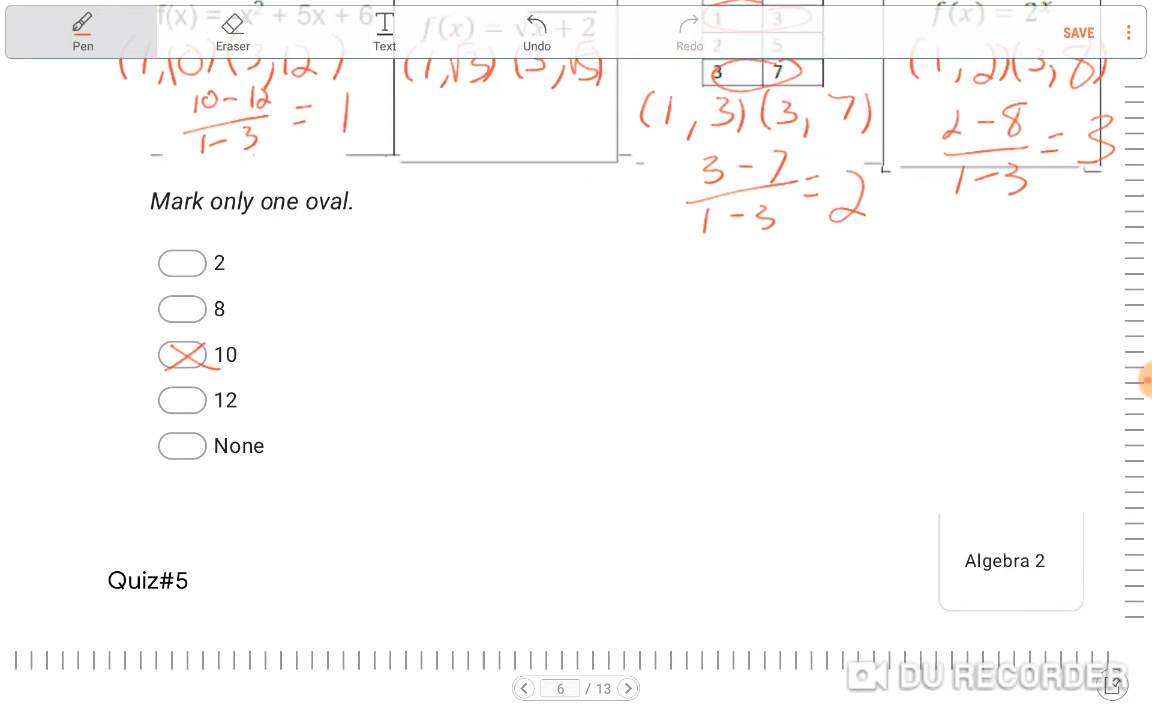 f(x) = -x² + 5x + 6 T f(x) = √x + 2 1 3 f(x) = 2ˣ SAVE
Pen Eraser Text Undo Redo 2 5
(1,10) (3,12) (1,√3) (3,√5) 3 7 (1,2)(3,8)
10-12
1-3
= 1
(1,3)(3,7)
3-7
1-3
= 2
2-8
1-3
= 3
Mark only one oval.
2
8
10
12
None
Algebra 2
Quiz#5
6 / 13
DU RECORDER